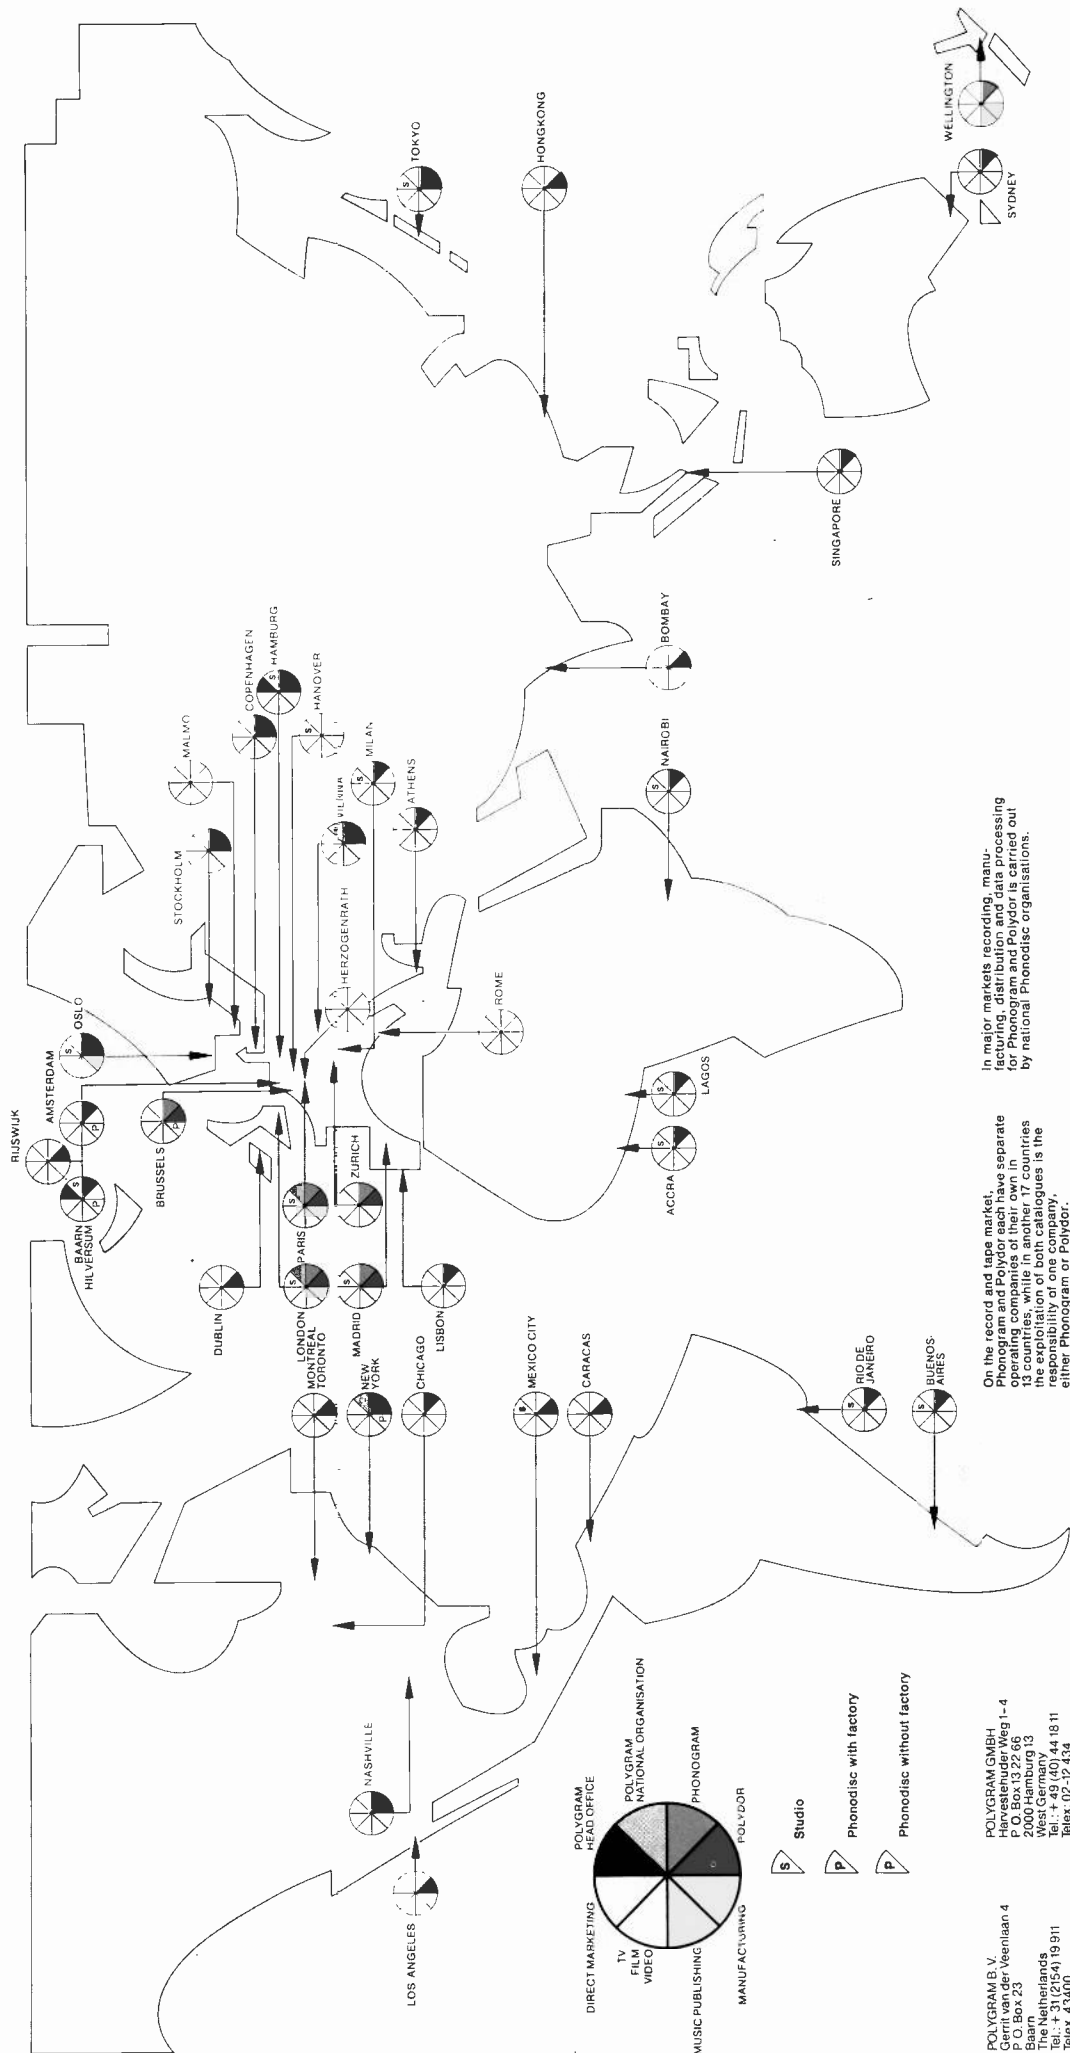 WELLINGTON
SYDNEY
S
TOKYO
HONGKONG
SINGAPORE
BOMBAY
S
NAIROBI
COPENHAGEN
S
HAMBURG
S
HANOVER
MALMO
STOCKHOLM
VIENNA
S
MILAN
ATHENS
HERZOGENRATH
ROME
S
OSLO
AMSTERDAM
P
RIJSWIJK
BRUSSELS
P
S
P
BAARN
HILVERSUM
S
PARIS
ZURICH
S
LAGOS
S
ACCRA
DUBLIN
S
LONDON
S
MADRID
LISBON
MONTREAL
TORONTO
NEW
YORK
P
CHICAGO
S
MEXICO CITY
CARACAS
S
RIO DE
JANEIRO
S
BUENOS-
AIRES
NASHVILLE
LOS ANGELES
POLYGRAM
HEAD OFFICE
POLYGRAM
NATIONAL ORGANISATION
PHONOGRAM
POLYDOR
MANUFACTURING
MUSIC PUBLISHING
TV
FILM
VIDEO
DIRECT MARKETING
S Studio
P Phonodisc with factory
P Phonodisc without factory
POLYGRAM B.V.
Gerrit van der Veenlaan 4
P.O. Box 23
Baarn
The Netherlands
Tel.: + 31 (2154) 19 911
Telex 43400
POLYGRAM GMBH
Harvestehuder Weg 1-4
P.O. Box 13 22 66
2000 Hamburg 13
West Germany
Tel.: + 49 (40) 44 18 11
Telex: 02-12 434
On the record and tape market,
Phonogram and Polydor each have separate
operating companies of their own in
13 countries, while in another 17 countries
the exploitation of both catalogues is the
responsibility of one company,
either Phonogram or Polydor.
In major markets recording, manu-
facturing, distribution and data processing
for Phonogram and Polydor is carried out
by national Phonodisc organisations.